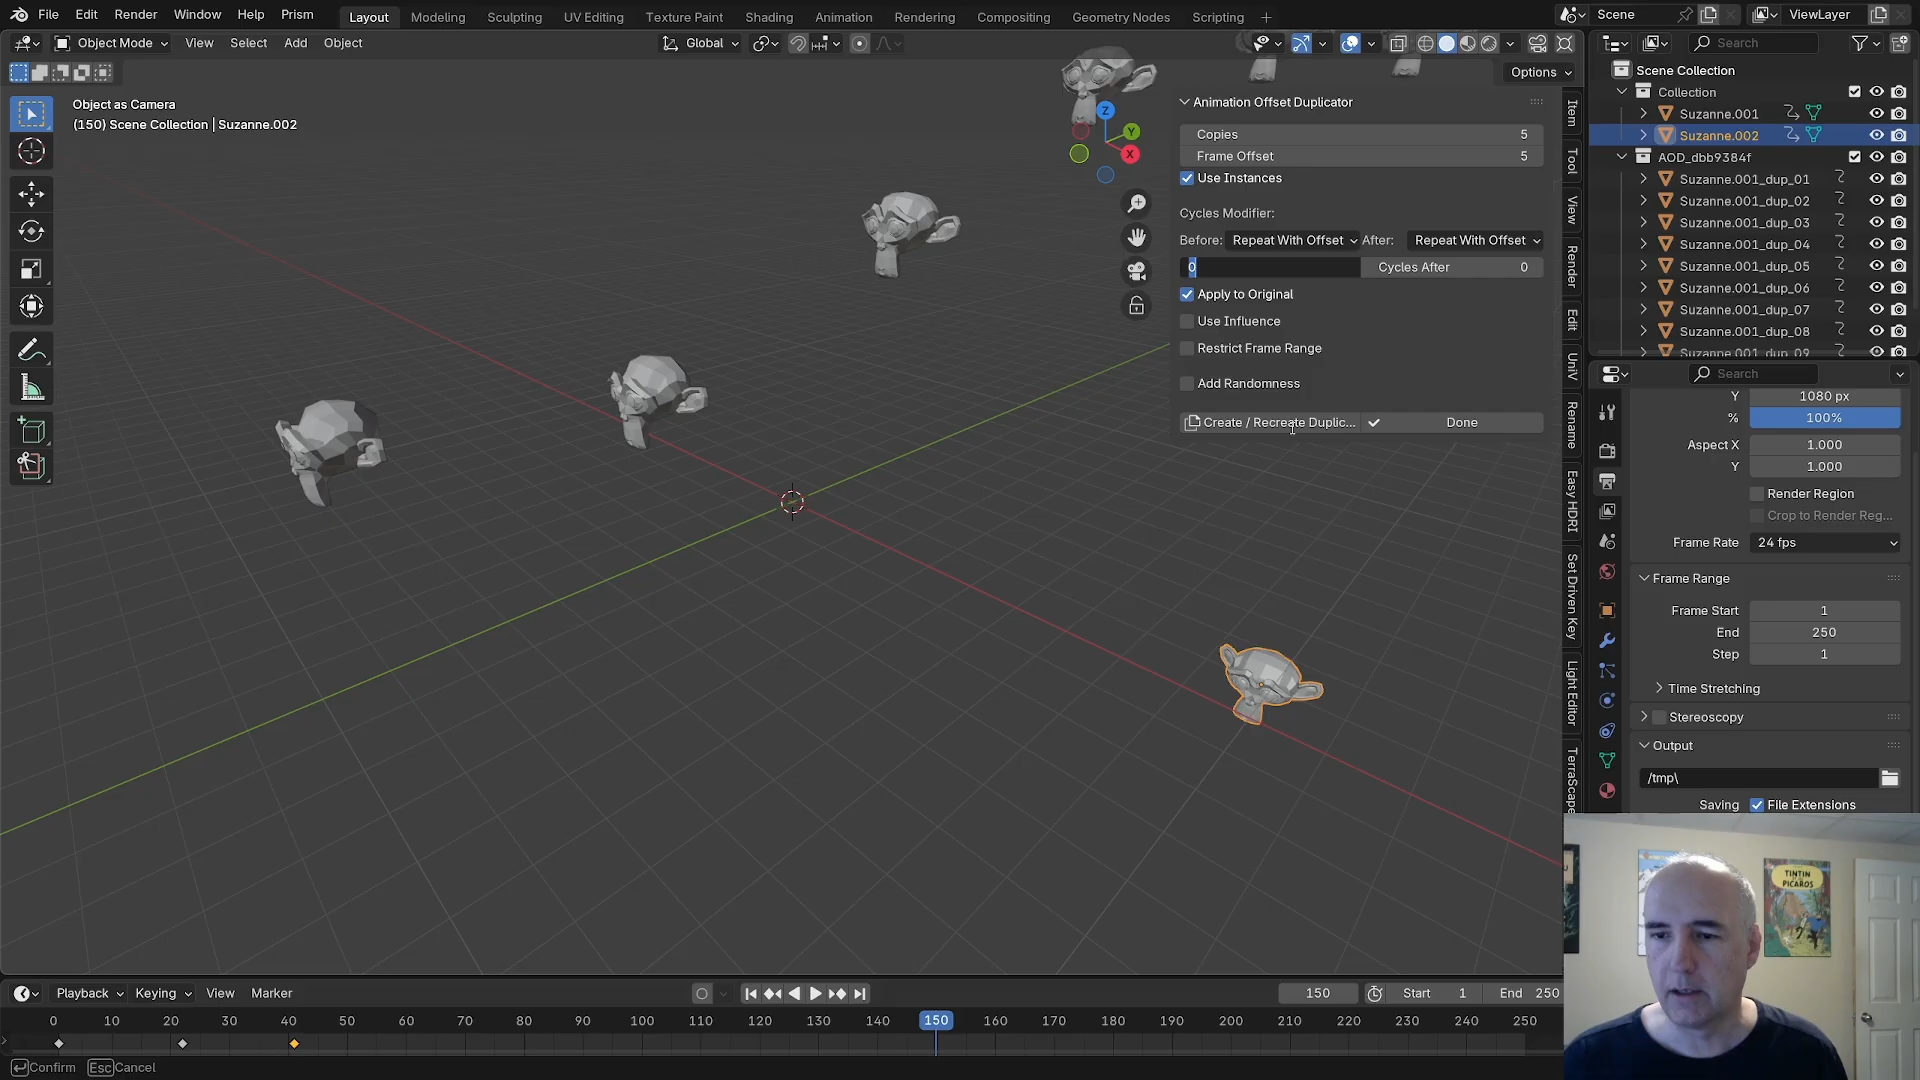 File Edit Render Window Help Prism Layout Modeling Sculpting UV Editing Texture Paint Shading Animation Rendering Compositing Geometry Nodes Scripting + Scene ViewLayer
Object Mode View Select Add Object Global Search
Options
Object as Camera
(150) Scene Collection | Suzanne.002
Z
Y
X
Animation Offset Duplicator
Copies 5
Frame Offset 5
Use Instances
Cycles Modifier:
Before: Repeat With Offset After: Repeat With Offset
0 Cycles After 0
Apply to Original
Use Influence
Restrict Frame Range
Add Randomness
Create / Recreate Duplic... Done
Item
Tool
View
Render
Edit
UniV
Rename
Easy HDRI
Set Driven Key
Light Editor
TerraScape
Scene Collection
Collection
Suzanne.001
Suzanne.002
AOD_dbb9384f
Suzanne.001_dup_01
Suzanne.001_dup_02
Suzanne.001_dup_03
Suzanne.001_dup_04
Suzanne.001_dup_05
Suzanne.001_dup_06
Suzanne.001_dup_07
Suzanne.001_dup_08
Suzanne.001_dup_09
Search
Y 1080 px
% 100%
Aspect X 1.000
Y 1.000
Render Region
Crop to Render Reg...
Frame Rate 24 fps
Frame Range
Frame Start 1
End 250
Step 1
Time Stretching
Stereoscopy
Output
/tmp\
Saving File Extensions
TINTIN
PICAROS
Playback Keying View Marker 150 Start 1 End 250
0 10 20 30 40 50 60 70 80 90 100 110 120 130 140 150 160 170 180 190 200 210 220 230 240 250
Confirm Esc Cancel